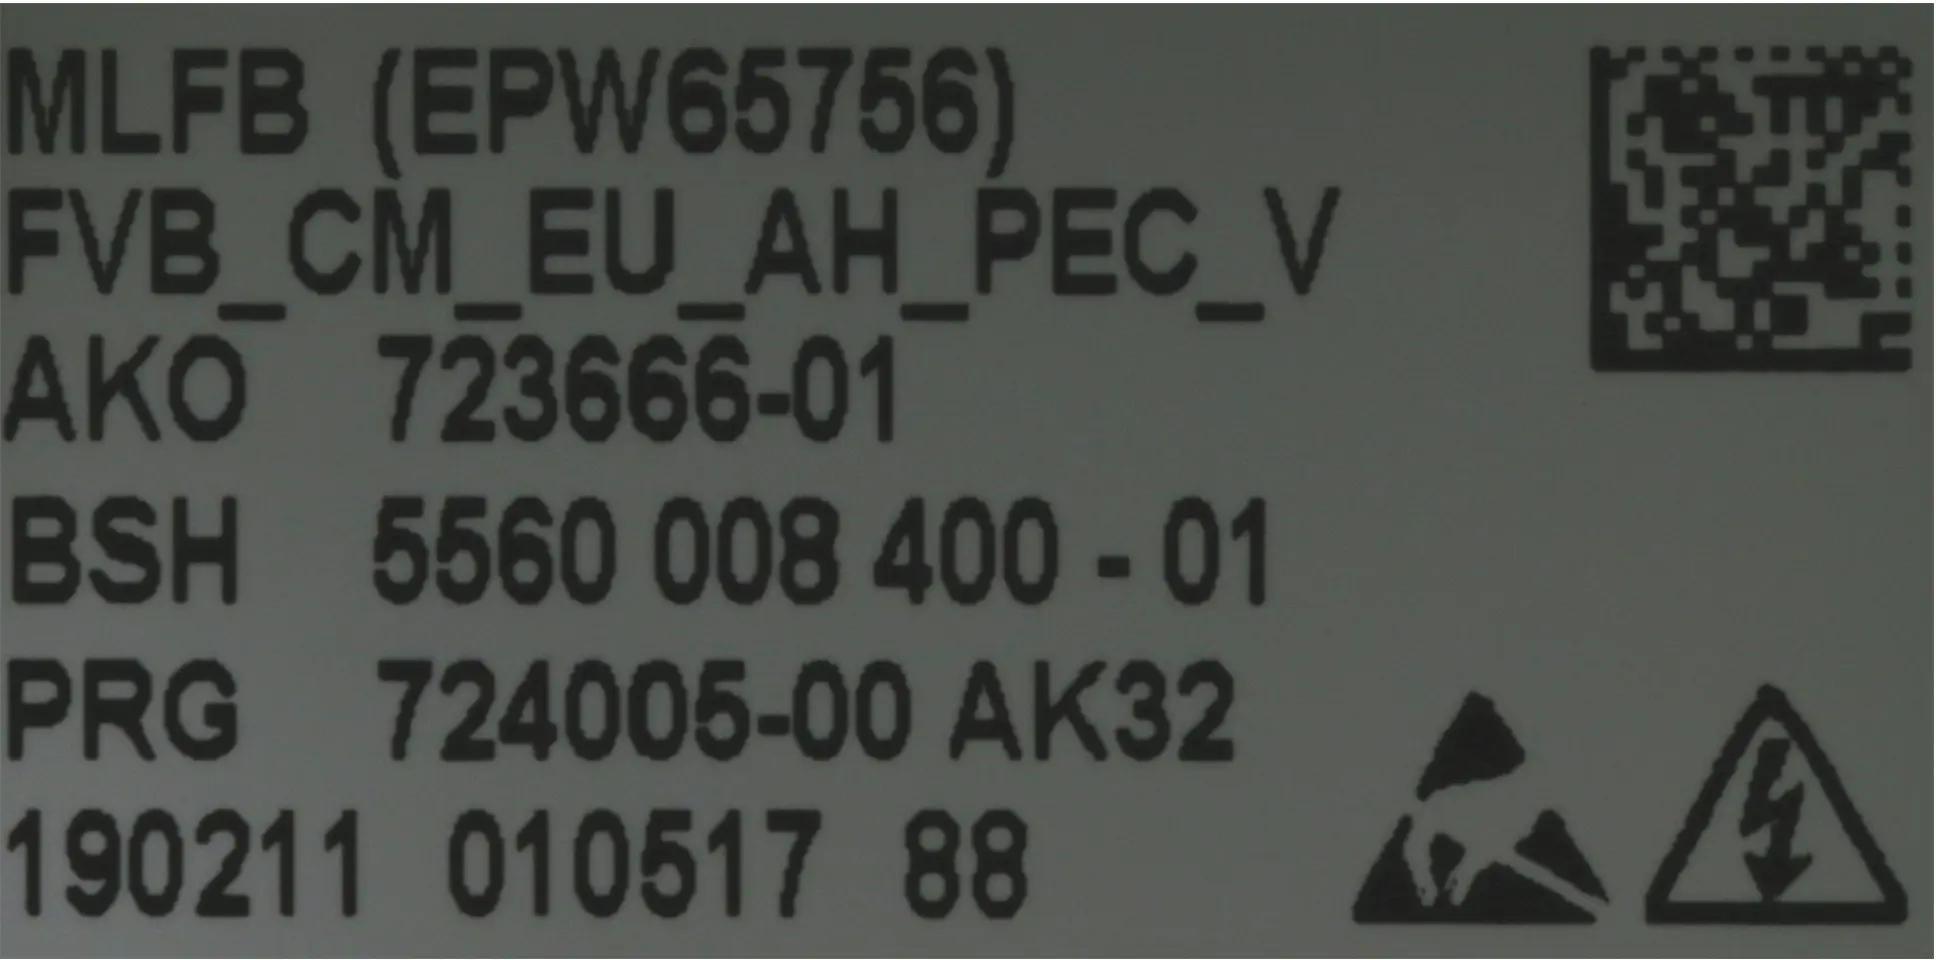 MLFB (EPW65756)
FVB_CM_EU_AH_PEC_V
AKO 723666-01
BSH 5560 008 400 - 01
PRG 724005-00 AK32
190211 010517 88